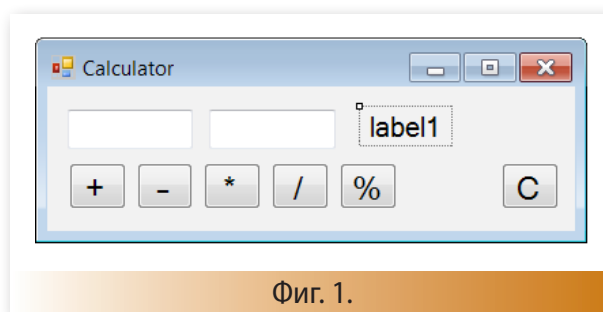 Calculator
label1
+ - * / % C
Фиг. 1.